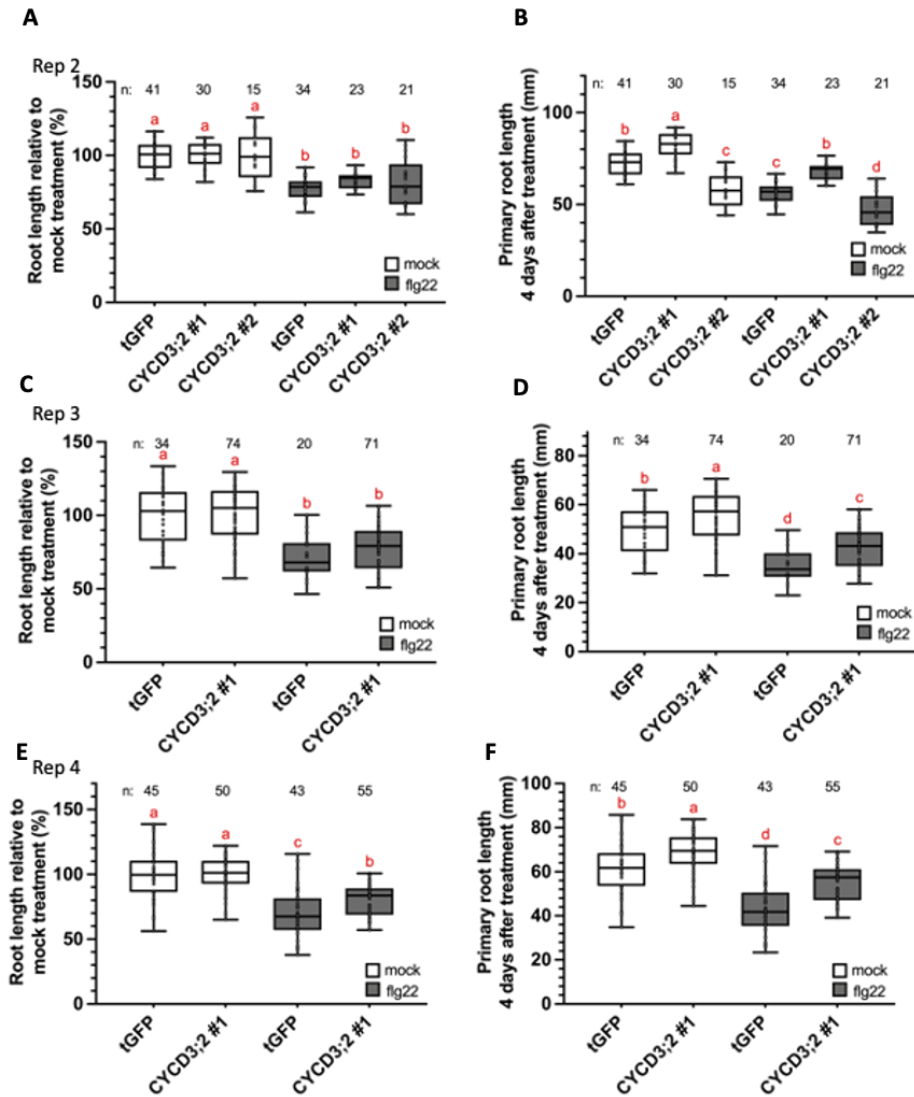 A
Rep 2
Root length relative to
mock treatment (%)
150
100
50
0
n: 41 30 15 34 23 21
a a a b b b
mock
flg22
tGFP
CYCD3;2 #1
CYCD3;2 #2
tGFP
CYCD3;2 #1
CYCD3;2 #2
B
Primary root length
4 days after treatment (mm)
100
50
0
n: 41 30 15 34 23 21
b a c c b d
mock
flg22
tGFP
CYCD3;2 #1
CYCD3;2 #2
tGFP
CYCD3;2 #1
CYCD3;2 #2
C
Rep 3
Root length relative to
mock treatment (%)
150
100
50
0
n: 34 74 20 71
a a b b
mock
flg22
tGFP
CYCD3;2 #1
tGFP
CYCD3;2 #1
D
Primary root length
4 days after treatment (mm)
80
60
40
20
0
n: 34 74 20 71
b a d c
mock
flg22
tGFP
CYCD3;2 #1
tGFP
CYCD3;2 #1
E
Rep 4
Root length relative to
mock treatment (%)
150
100
50
0
n: 45 50 43 55
a a c b
mock
flg22
tGFP
CYCD3;2 #1
tGFP
CYCD3;2 #1
F
Primary root length
4 days after treatment (mm)
100
80
60
40
20
0
n: 45 50 43 55
b a d c
mock
flg22
tGFP
CYCD3;2 #1
tGFP
CYCD3;2 #1